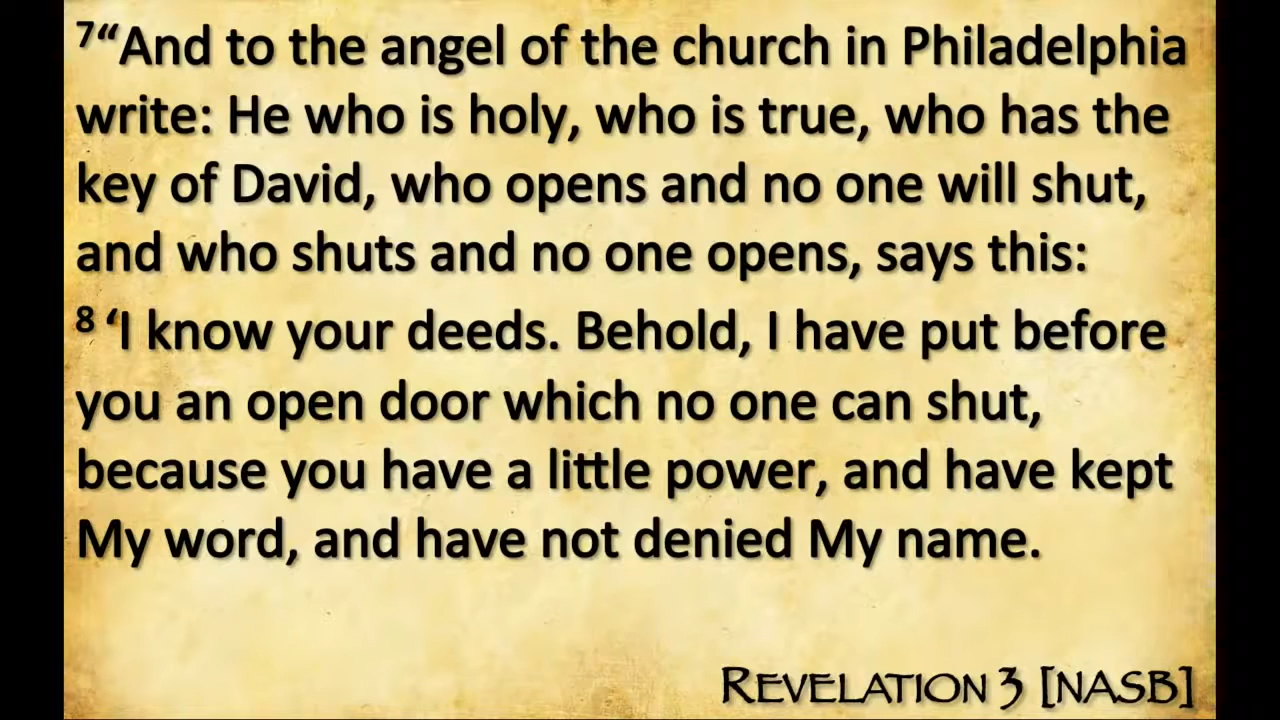 ⁷“And to the angel of the church in Philadelphia
write: He who is holy, who is true, who has the
key of David, who opens and no one will shut,
and who shuts and no one opens, says this:
⁸ ‘I know your deeds. Behold, I have put before
you an open door which no one can shut,
because you have a little power, and have kept
My word, and have not denied My name.
Revelation 3 [NASB]